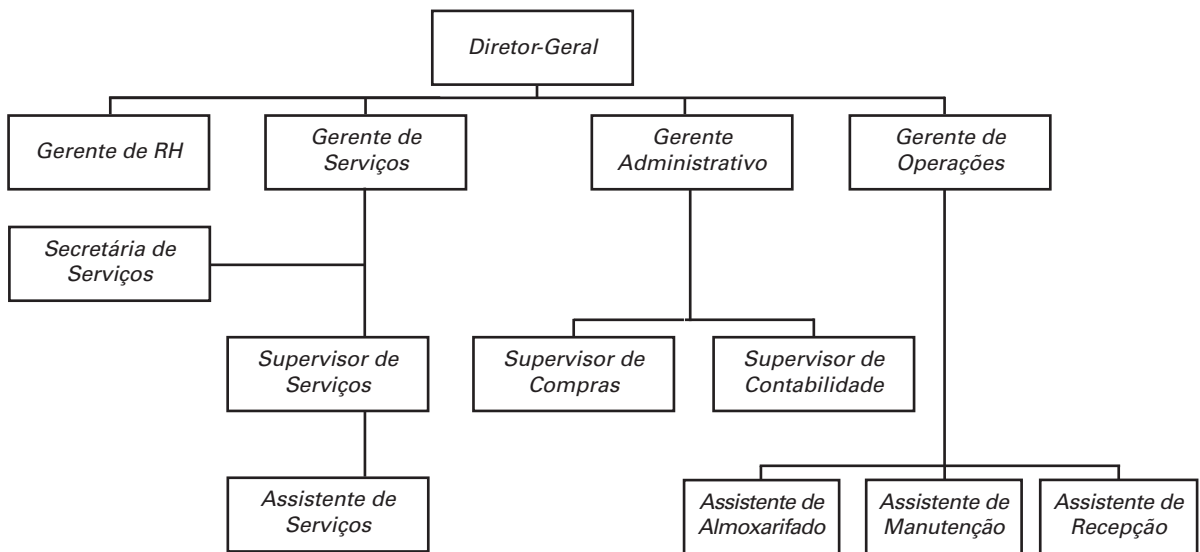 Diretor-Geral
Gerente de RH
Gerente de
Serviços
Gerente
Administrativo
Gerente de
Operações
Secretária de
Serviços
Supervisor de
Serviços
Supervisor de
Compras
Supervisor de
Contabilidade
Assistente de
Serviços
Assistente de
Almoxarifado
Assistente de
Manutenção
Assistente de
Recepção